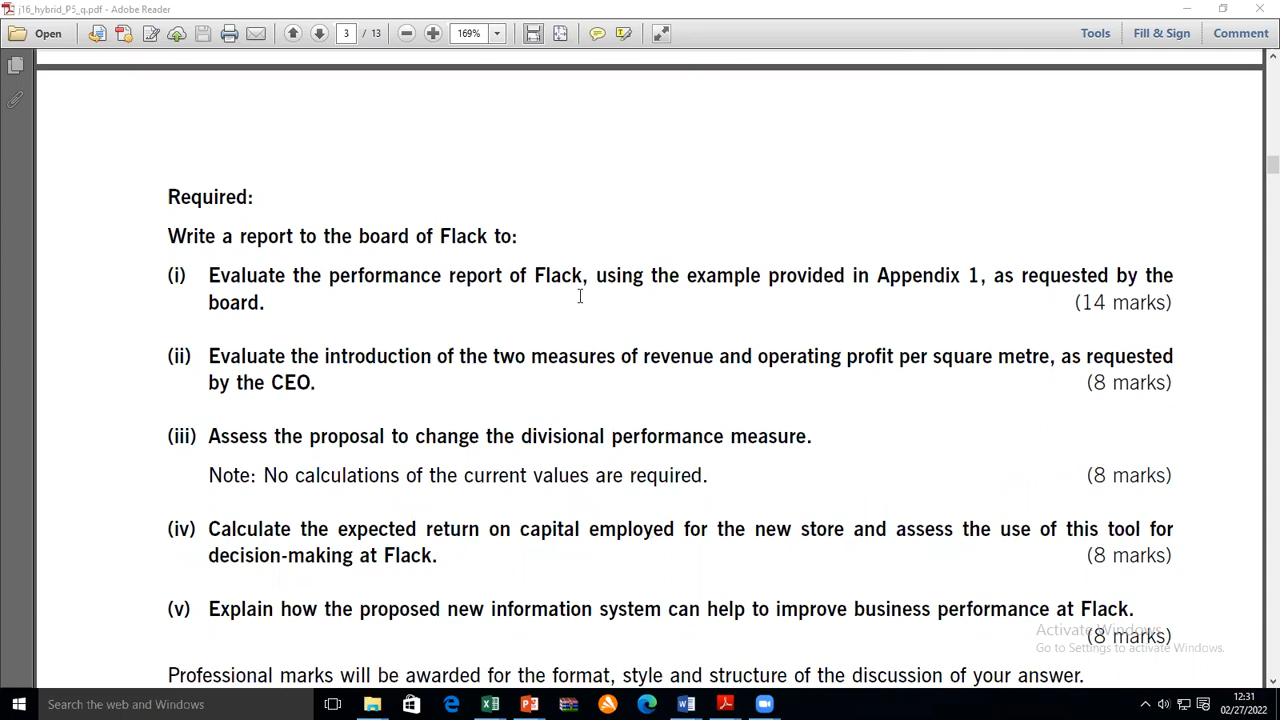 j16_hybrid_P5_q.pdf - Adobe Reader
Open 3 / 13 169% Tools Fill & Sign Comment
Required:
Write a report to the board of Flack to:
(i) Evaluate the performance report of Flack, using the example provided in Appendix 1, as requested by the
board. (14 marks)
(ii) Evaluate the introduction of the two measures of revenue and operating profit per square metre, as requested
by the CEO. (8 marks)
(iii) Assess the proposal to change the divisional performance measure.
Note: No calculations of the current values are required. (8 marks)
(iv) Calculate the expected return on capital employed for the new store and assess the use of this tool for
decision-making at Flack. (8 marks)
(v) Explain how the proposed new information system can help to improve business performance at Flack.
(8 marks)
Activate Windows
Go to Settings to activate Windows.
Professional marks will be awarded for the format, style and structure of the discussion of your answer.
Search the web and Windows
12:31
02/27/2022